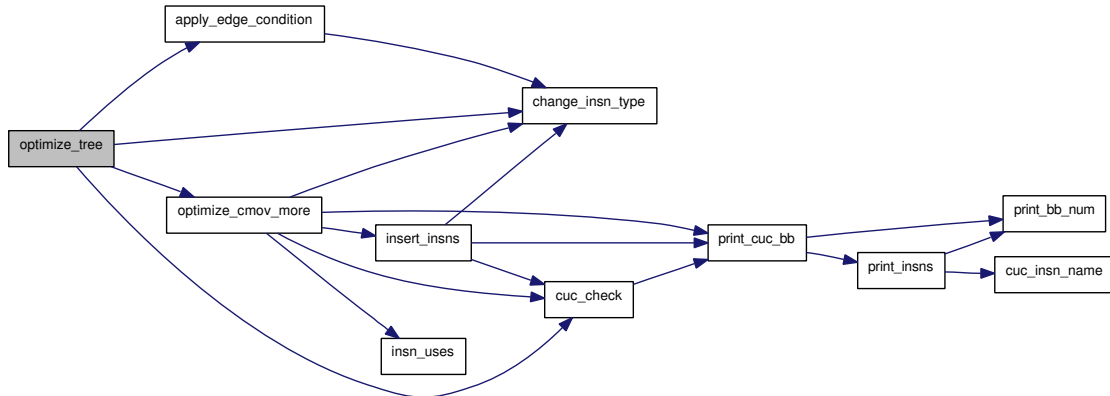 apply_edge_condition
change_insn_type
optimize_tree
optimize_cmov_more
print_bb_num
insert_insns
print_cuc_bb
print_insns
cuc_insn_name
cuc_check
insn_uses